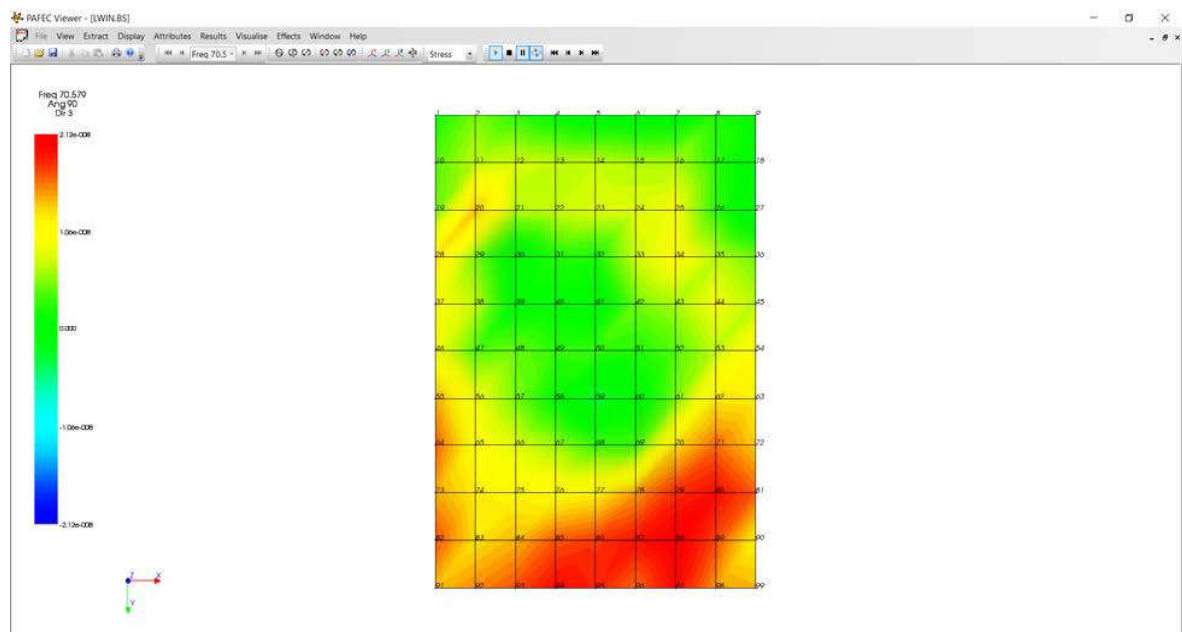 PAFEC Viewer - [LWIN.BS]
File View Extract Display Attributes Results Visualise Effects Window Help
Freq 70.5 Stress
Freq 70.579
Ang 90
Dir 3
2.12e-008
1.06e-008
0.000
-1.06e-008
-2.12e-008
1 2 3 4 5 6 7 8 9
10 11 12 13 14 15 16 17 18
19 20 21 22 23 24 25 26 27
28 29 30 31 32 33 34 35 36
37 38 39 40 41 42 43 44 45
46 47 48 49 50 51 52 53 54
55 56 57 58 59 60 61 62 63
64 65 66 67 68 69 70 71 72
73 74 75 76 77 78 79 80 81
82 83 84 85 86 87 88 89 90
91 92 93 94 95 96 97 98 99
Z X
Y